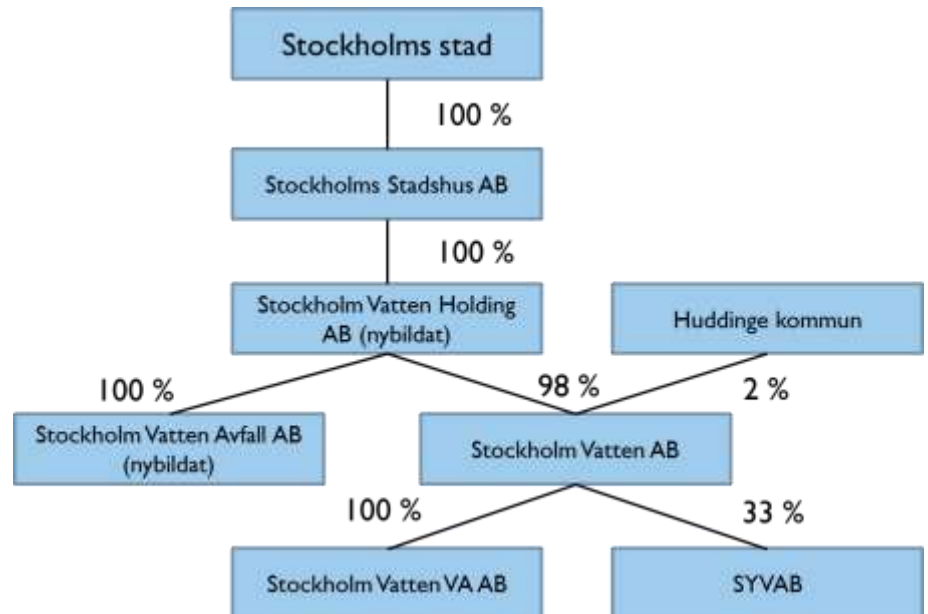 Stockholms stad
100 %
Stockholms Stadshus AB
100 %
Stockholm Vatten Holding
AB (nybildat)
Huddinge kommun
100 %
98 %
2 %
Stockholm Vatten Avfall AB
(nybildat)
Stockholm Vatten AB
100 %
33 %
Stockholm Vatten VA AB
SYVAB